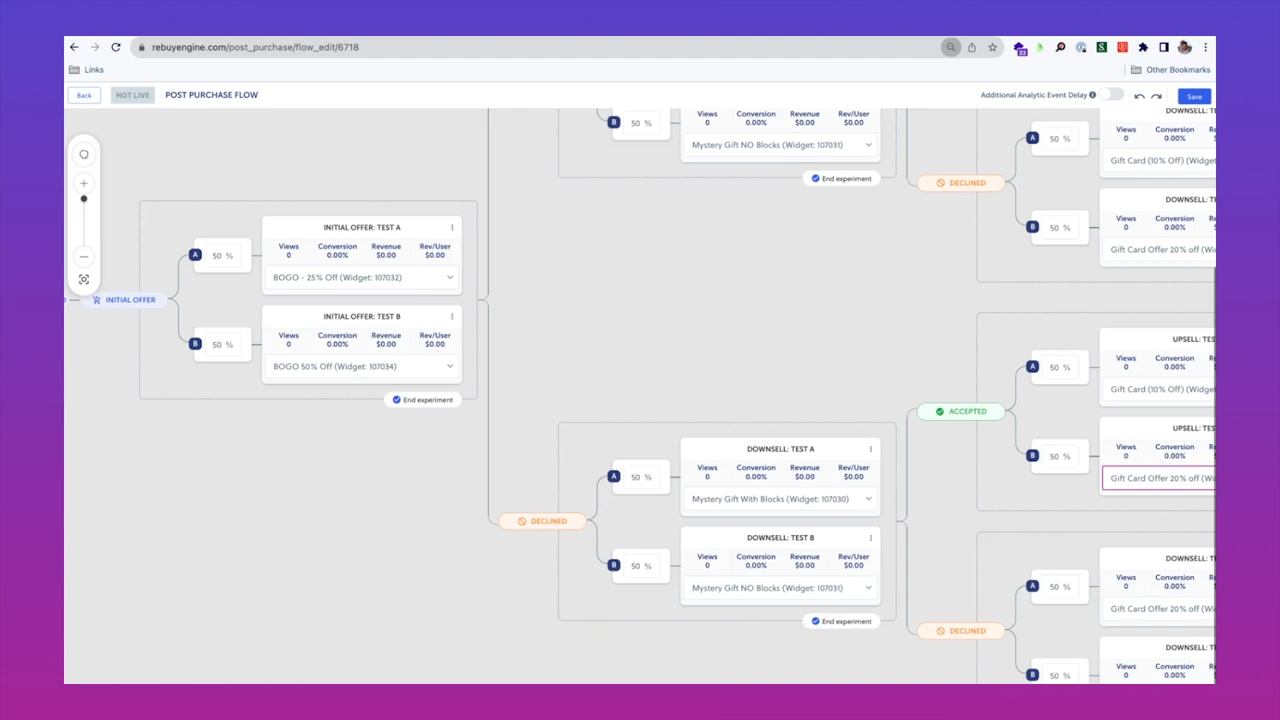 rebuyengine.com/post_purchase/flow_edit/6718
33
S
Links
Other Bookmarks
Back
NOT LIVE
POST PURCHASE FLOW
Additional Analytic Event Delay
Save
INITIAL OFFER
A
50 %
INITIAL OFFER: TEST A
Views Conversion Revenue Rev/User
0 0.00% $0.00 $0.00
BOGO - 25% Off (Widget: 107032)
B
50 %
INITIAL OFFER: TEST B
Views Conversion Revenue Rev/User
0 0.00% $0.00 $0.00
BOGO 50% Off (Widget: 107034)
End experiment
B
50 %
Views Conversion Revenue Rev/User
0 0.00% $0.00 $0.00
Mystery Gift NO Blocks (Widget: 107031)
End experiment
DECLINED
A
50 %
DOWNSELL: TEST A
Views Conversion Revenue Rev/User
0 0.00% $0.00 $0.00
Mystery Gift With Blocks (Widget: 107030)
B
50 %
DOWNSELL: TEST B
Views Conversion Revenue Rev/User
0 0.00% $0.00 $0.00
Mystery Gift NO Blocks (Widget: 107031)
End experiment
DECLINED
A
50 %
DOWNSELL: T
Views Conversion R
0 0.00% $
Gift Card (10% Off) (Widget
B
50 %
DOWNSELL: T
Views Conversion R
0 0.00% $
Gift Card Offer 20% off (Wi
ACCEPTED
A
50 %
UPSELL: TES
Views Conversion R
0 0.00% $
Gift Card (10% Off) (Widget
B
50 %
UPSELL: TES
Views Conversion R
0 0.00% $
Gift Card Offer 20% off (Wi
DECLINED
A
50 %
DOWNSELL: T
Views Conversion R
0 0.00% $
Gift Card Offer 20% off (Wi
B
50 %
DOWNSELL: T
Views Conversion R
0 0.00% $